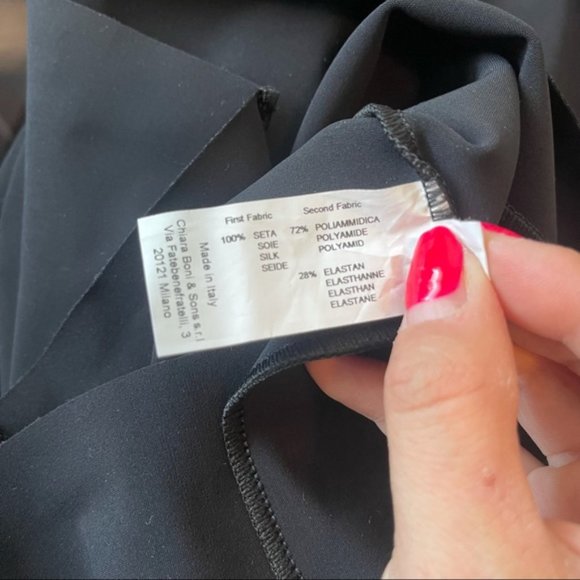 First Fabric
100% SETA
SOIE
SILK
SEIDE
Second Fabric
72% POLIAMMIDICA
POLYAMIDE
POLYAMID
28% ELASTAN
ELASTHANNE
ELASTHAN
ELASTANE
Made in Italy
Chiara Boni & Sons s.r.l
Via Fatebenefratelli, 3
20121 Milano